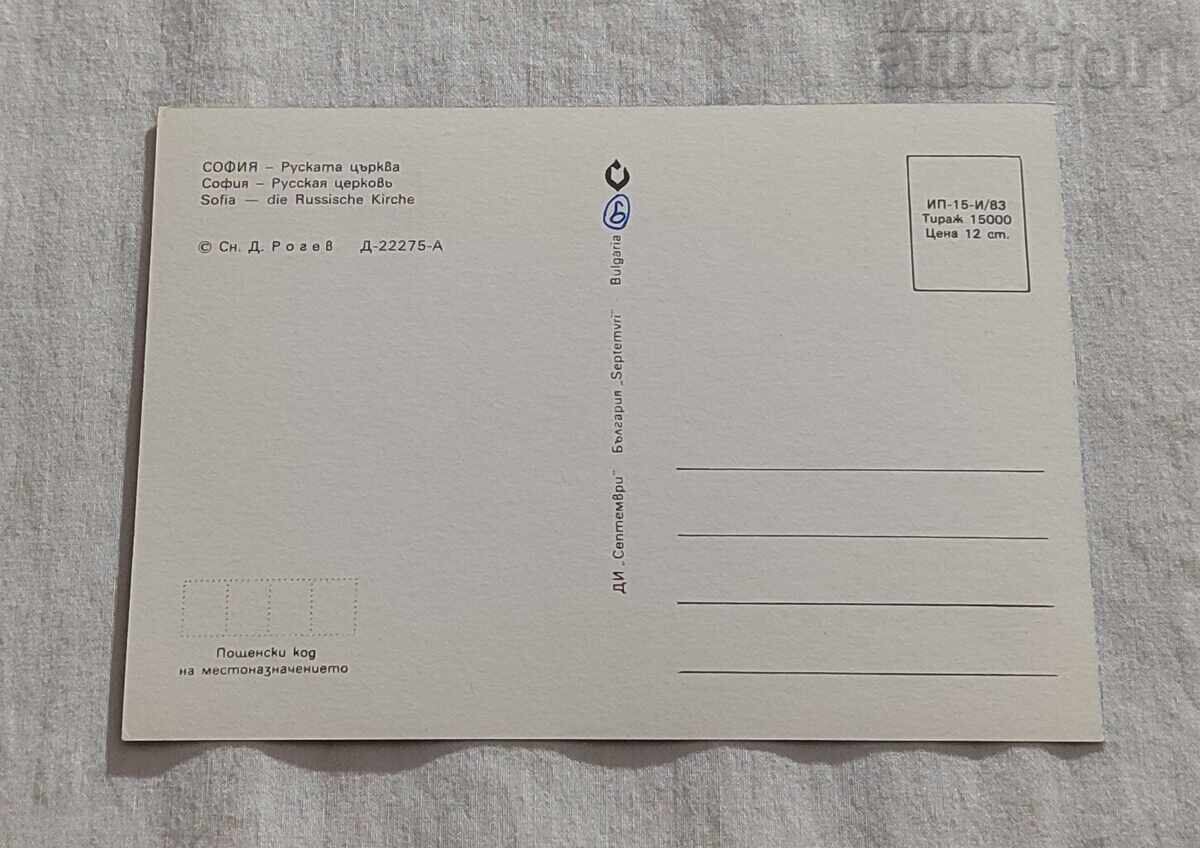 СОФИЯ – Руската църква
София – Русская церковь
Sofia — die Russische Kirche
© Сн. Д. Рогев Д-22275-А
ДИ „Септември" България „Septemvri" Bulgaria
ИП-15-И/83
Тираж 15000
Цена 12 ст.
Пощенски код
на местоназначението
auction